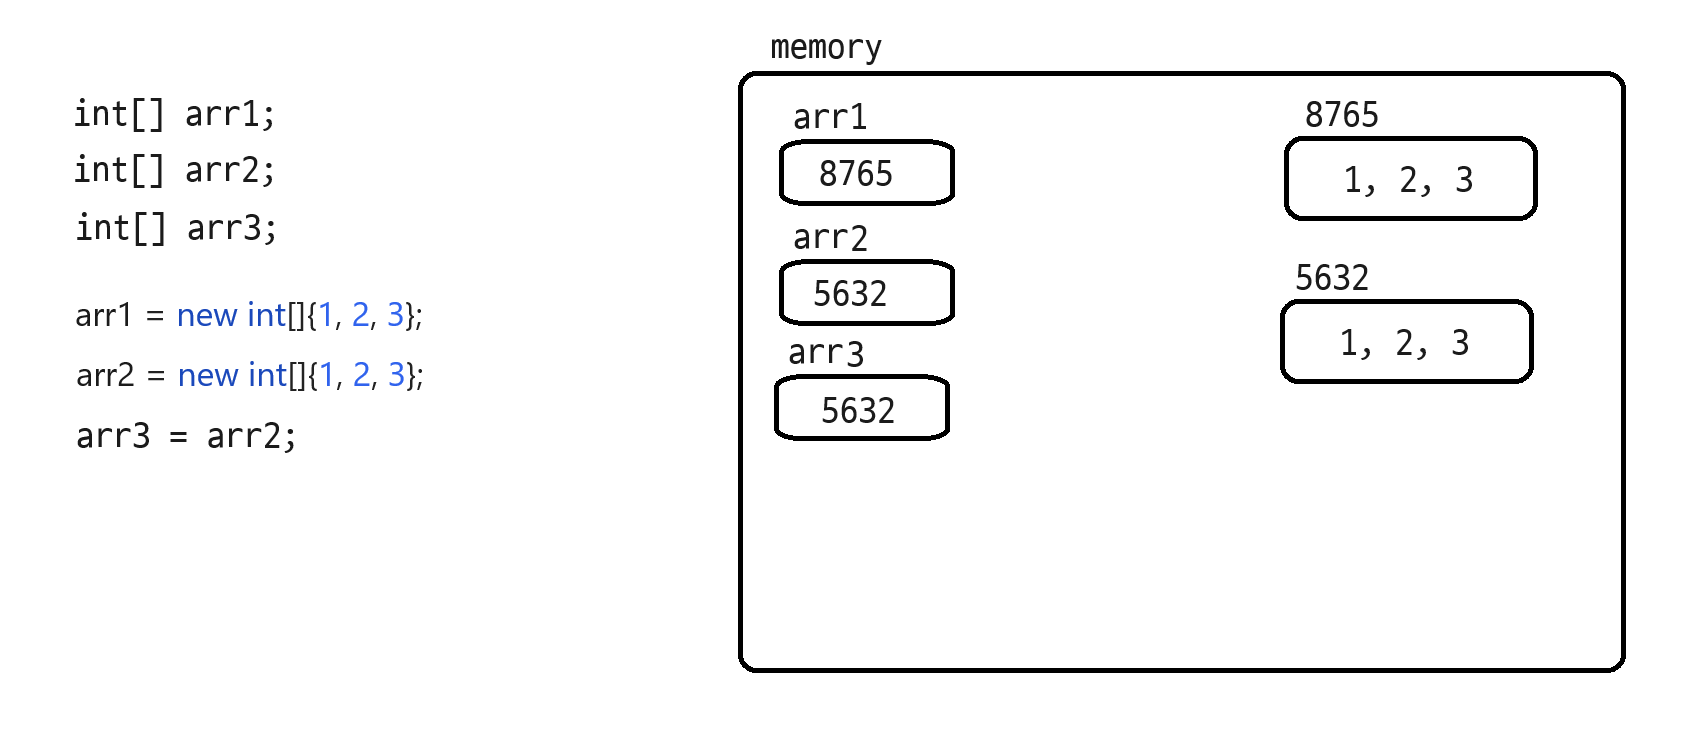 int[] arr1;
int[] arr2;
int[] arr3;
arr1 = new int[]{1, 2, 3};
arr2 = new int[]{1, 2, 3};
arr3 = arr2;
memory
arr1
8765
arr2
5632
arr3
5632
8765
1, 2, 3
5632
1, 2, 3